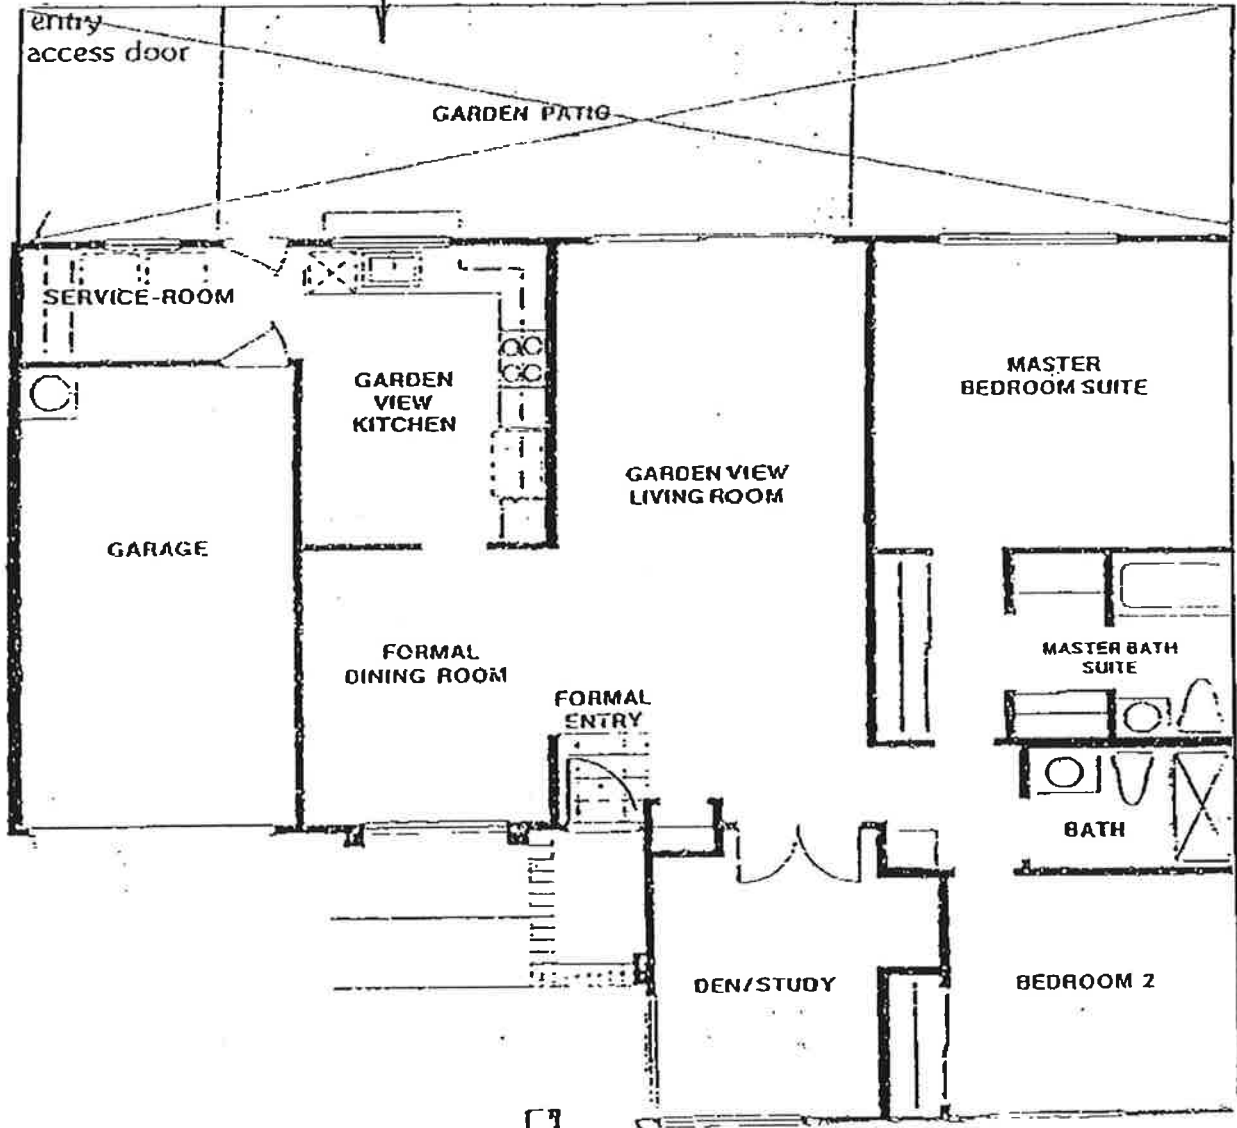 entry
access door
GARDEN PATIO
SERVICE-ROOM
GARDEN
VIEW
KITCHEN
MASTER
BEDROOM SUITE
GARDEN VIEW
LIVING ROOM
GARAGE
FORMAL
DINING ROOM
MASTER BATH
SUITE
FORMAL
ENTRY
BATH
DEN/STUDY
BEDROOM 2